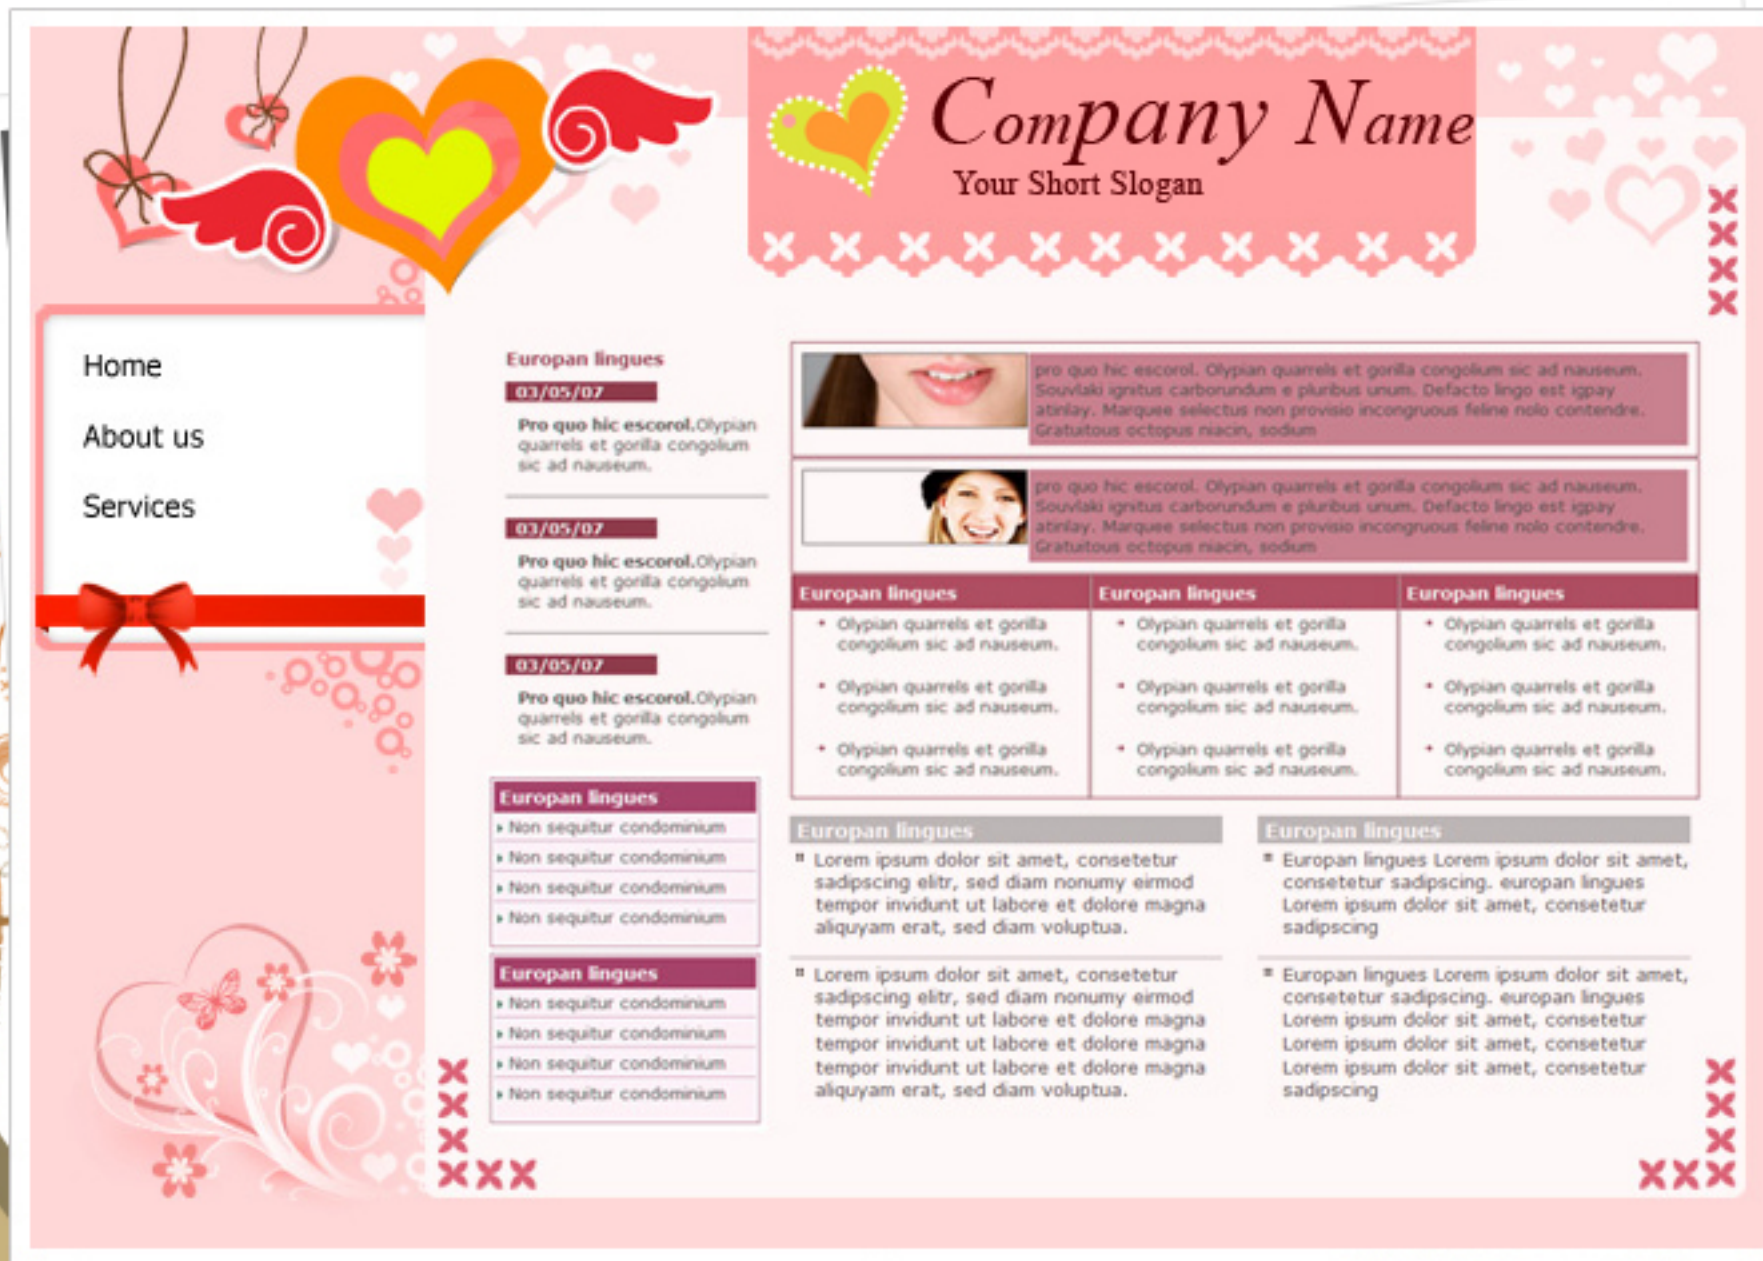 Company Name
Your Short Slogan
Home
About us
Services
Europan lingues
03/05/07
Pro quo hic escorol.Olypian
quarrels et gorilla congolium
sic ad nauseum.
03/05/07
Pro quo hic escorol.Olypian
quarrels et gorilla congolium
sic ad nauseum.
03/05/07
Pro quo hic escorol.Olypian
quarrels et gorilla congolium
sic ad nauseum.
Europan lingues
Non sequitur condominium
Non sequitur condominium
Non sequitur condominium
Non sequitur condominium
Europan lingues
Non sequitur condominium
Non sequitur condominium
Non sequitur condominium
Non sequitur condominium
pro quo hic escorol. Olypian quarrels et gorilla congolium sic ad nauseum.
Souvlaki ignitus carborundum e pluribus unum. Defacto lingo est igpay
atinlay. Marquee selectus non provisio incongruous feline nolo contendre.
Gratuitous octopus niacin, sodium
pro quo hic escorol. Olypian quarrels et gorilla congolium sic ad nauseum.
Souvlaki ignitus carborundum e pluribus unum. Defacto lingo est igpay
atinlay. Marquee selectus non provisio incongruous feline nolo contendre.
Gratuitous octopus niacin, sodium
Europan lingues
Olypian quarrels et gorilla
congolium sic ad nauseum.
Olypian quarrels et gorilla
congolium sic ad nauseum.
Olypian quarrels et gorilla
congolium sic ad nauseum.
Europan lingues
Olypian quarrels et gorilla
congolium sic ad nauseum.
Olypian quarrels et gorilla
congolium sic ad nauseum.
Olypian quarrels et gorilla
congolium sic ad nauseum.
Europan lingues
Olypian quarrels et gorilla
congolium sic ad nauseum.
Olypian quarrels et gorilla
congolium sic ad nauseum.
Olypian quarrels et gorilla
congolium sic ad nauseum.
Europan lingues
Lorem ipsum dolor sit amet, consetetur
sadipscing elitr, sed diam nonumy eirmod
tempor invidunt ut labore et dolore magna
aliquyam erat, sed diam voluptua.
Lorem ipsum dolor sit amet, consetetur
sadipscing elitr, sed diam nonumy eirmod
tempor invidunt ut labore et dolore magna
tempor invidunt ut labore et dolore magna
tempor invidunt ut labore et dolore magna
aliquyam erat, sed diam voluptua.
Europan lingues
Europan lingues Lorem ipsum dolor sit amet,
consetetur sadipscing. europan lingues
Lorem ipsum dolor sit amet, consetetur
sadipscing
Europan lingues Lorem ipsum dolor sit amet,
consetetur sadipscing. europan lingues
Lorem ipsum dolor sit amet, consetetur
Lorem ipsum dolor sit amet, consetetur
Lorem ipsum dolor sit amet, consetetur
sadipscing